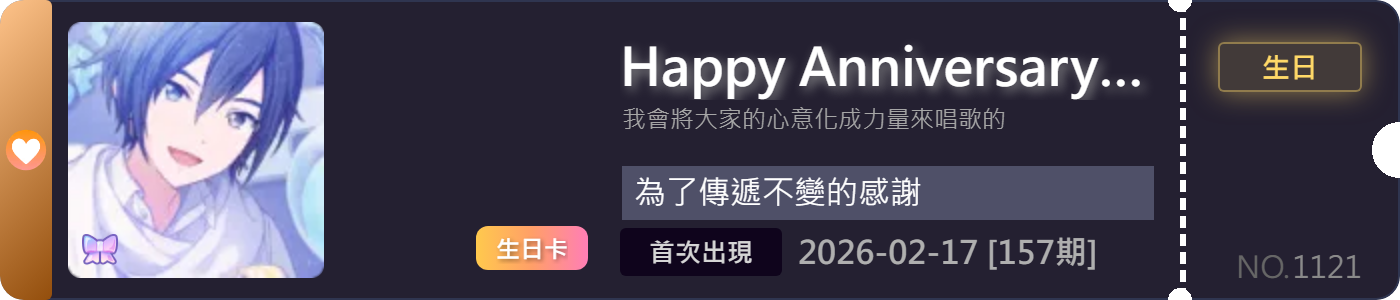 Happy Anniversary...
我會將大家的心意化成力量來唱歌的
為了傳遞不變的感謝
生日卡
首次出現
2026-02-17 [157期]
生日
NO.1121